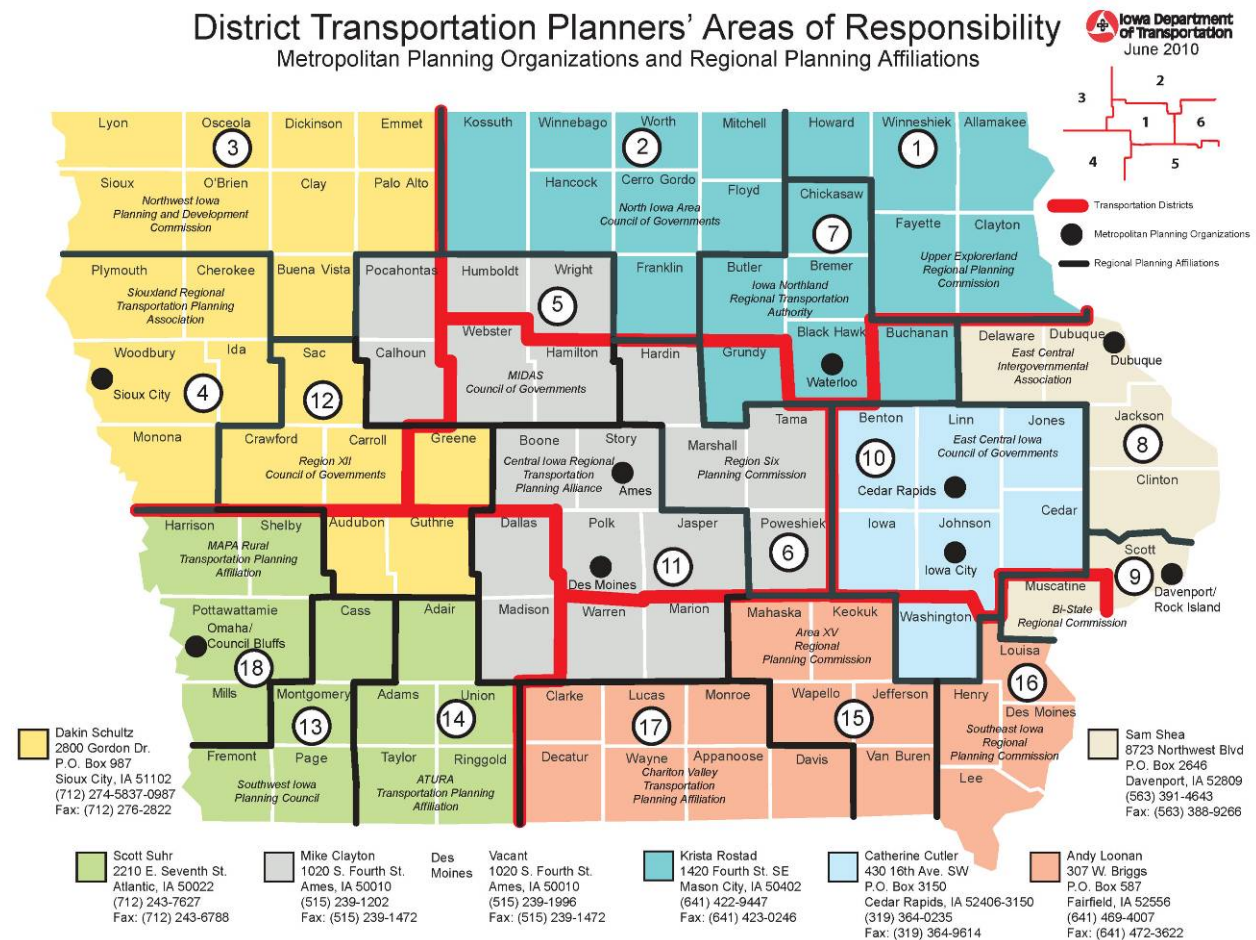 District Transportation Planners' Areas of Responsibility
Metropolitan Planning Organizations and Regional Planning Affiliations
Iowa Department
of Transportation
June 2010
3
2
1
6
4
5
Transportation Districts
Metropolitan Planning Organizations
Regional Planning Affiliations
Lyon
Osceola
Dickinson
Emmet
3
Sioux
O'Brien
Clay
Palo Alto
Northwest Iowa
Planning and Development
Commission
Kossuth
Winnebago
Worth
Mitchell
2
Hancock
Cerro Gordo
Floyd
North Iowa Area
Council of Governments
Franklin
Howard
Winneshiek
Allamakee
1
Chickasaw
7
Fayette
Clayton
Upper Explorerland
Regional Planning
Commission
Butler
Bremer
Iowa Northland
Regional Transportation
Authority
Grundy
Black Hawk
Waterloo
Buchanan
Plymouth
Cherokee
Buena Vista
Siouxland Regional
Transportation Planning
Association
Woodbury
Ida
Sioux City
4
Monona
Sac
12
Crawford
Carroll
Greene
Region XII
Council of Governments
Audubon
Guthrie
Pocahontas
Humboldt
Wright
5
Calhoun
Webster
Hamilton
Hardin
MIDAS
Council of Governments
Boone
Story
Central Iowa Regional
Transportation
Planning Alliance
Ames
Marshall
Tama
Region Six
Planning Commission
Poweshiek
6
Dallas
Polk
Jasper
Des Moines
11
Madison
Warren
Marion
Delaware
Dubuque
Dubuque
East Central
Intergovernmental
Association
Jackson
8
Clinton
Benton
Linn
Jones
10
East Central Iowa
Council of Governments
Cedar Rapids
Cedar
Iowa
Johnson
Iowa City
Washington
Scott
9
Davenport/
Rock Island
Muscatine
Bi-State
Regional Commission
Harrison
Shelby
MAPA Rural
Transportation Planning
Affiliation
Pottawattamie
Omaha/
Council Bluffs
18
Mills
Cass
Adair
Montgomery
13
Fremont
Page
Southwest Iowa
Planning Council
Adams
Union
14
Taylor
Ringgold
ATURA
Transportation Planning
Affiliation
Mahaska
Keokuk
Area XV
Regional
Planning Commission
Clarke
Lucas
Monroe
17
Decatur
Wayne
Appanoose
Chariton Valley
Transportation
Planning Affiliation
Wapello
Jefferson
15
Davis
Van Buren
Louisa
16
Henry
Des Moines
Southeast Iowa
Regional
Planning Commission
Lee
Dakin Schultz
2800 Gordon Dr.
P.O. Box 987
Sioux City, IA 51102
(712) 274-5837-0987
Fax: (712) 276-2822
Sam Shea
8723 Northwest Blvd
P.O. Box 2646
Davenport, IA 52809
(563) 391-4643
Fax: (563) 388-9266
Scott Suhr
2210 E. Seventh St.
Atlantic, IA 50022
(712) 243-7627
Fax: (712) 243-6788
Mike Clayton
1020 S. Fourth St.
Ames, IA 50010
(515) 239-1202
Fax: (515) 239-1472
Des
Moines
Vacant
1020 S. Fourth St.
Ames, IA 50010
(515) 239-1996
Fax: (515) 239-1472
Krista Rostad
1420 Fourth St. SE
Mason City, IA 50402
(641) 422-9447
Fax: (641) 423-0246
Catherine Cutler
430 16th Ave. SW
P.O. Box 3150
Cedar Rapids, IA 52406-3150
(319) 364-0235
Fax: (319) 364-9614
Andy Loonan
307 W. Briggs
P.O. Box 587
Fairfield, IA 52556
(641) 469-4007
Fax: (641) 472-3622